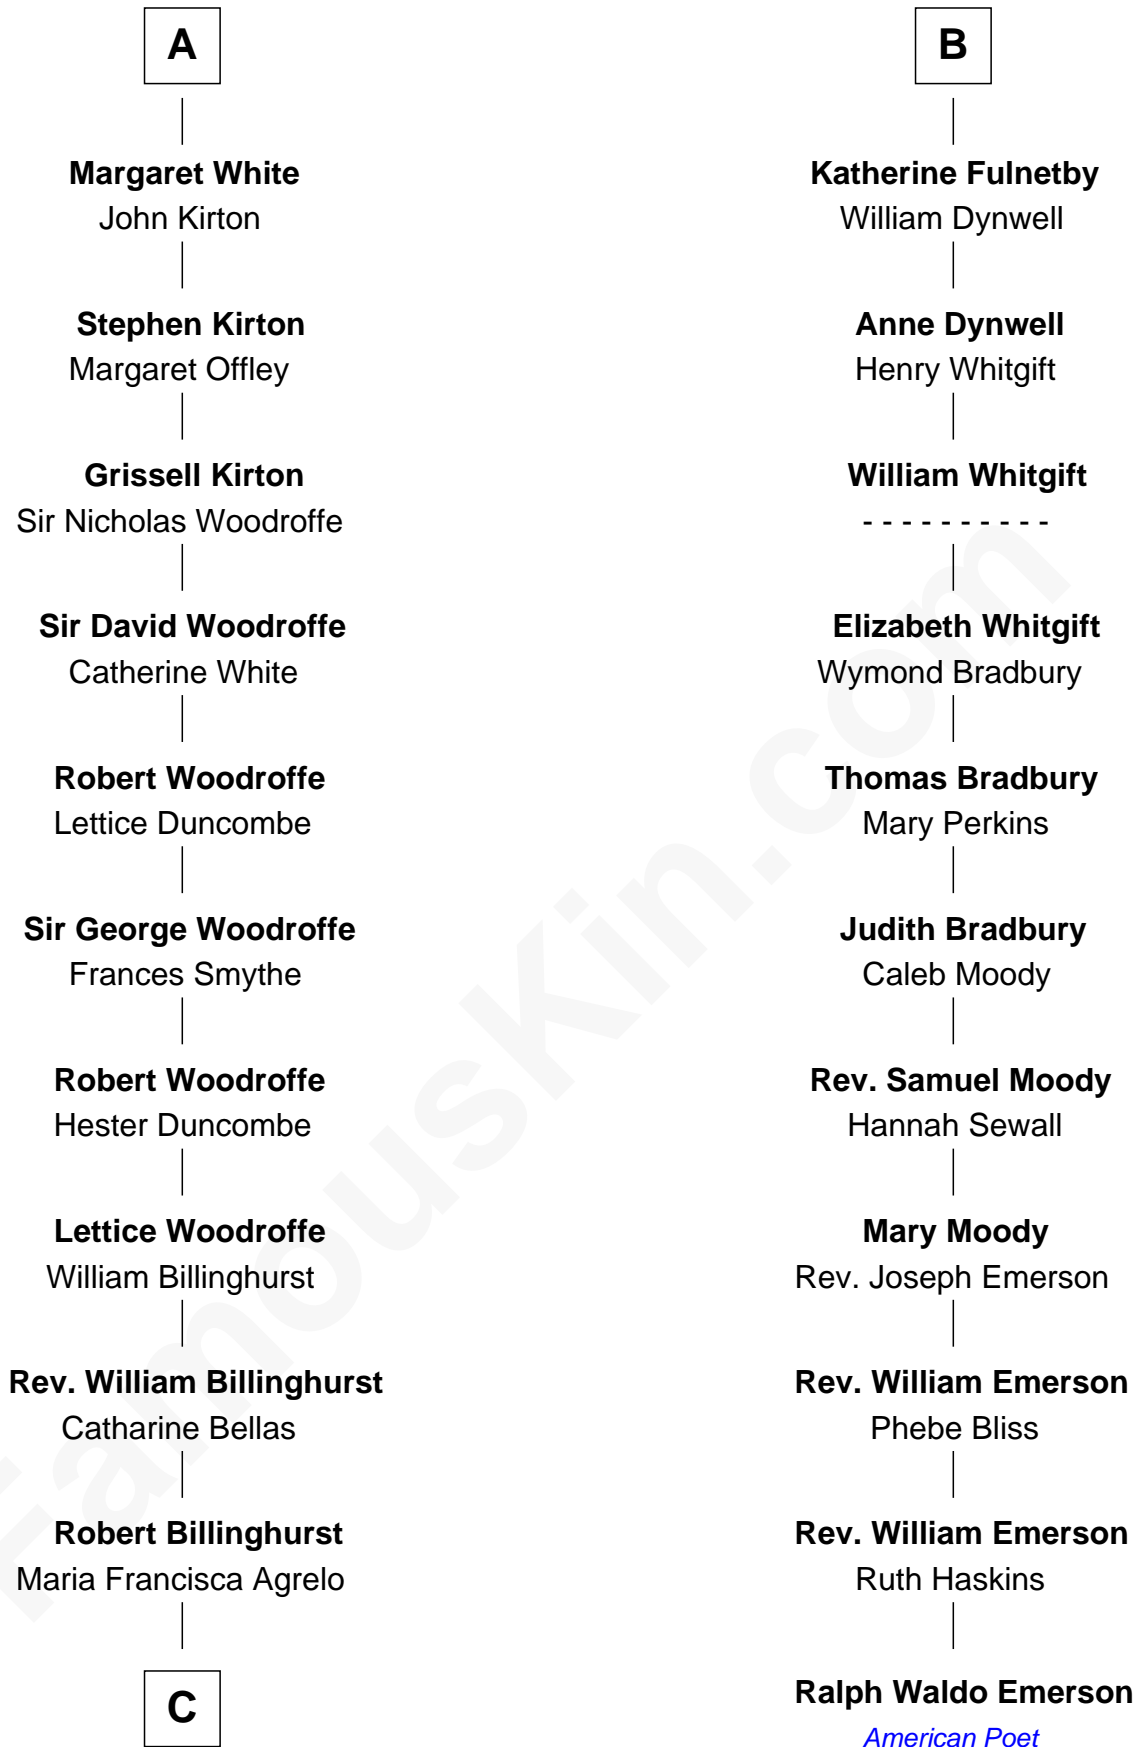 A
Margaret White
John Kirton
Stephen Kirton
Margaret Offley
Grissell Kirton
Sir Nicholas Woodroffe
Sir David Woodroffe
Catherine White
Robert Woodroffe
Lettice Duncombe
Sir George Woodroffe
Frances Smythe
Robert Woodroffe
Hester Duncombe
Lettice Woodroffe
William Billinghurst
Rev. William Billinghurst
Catharine Bellas
Robert Billinghurst
Maria Francisca Agrelo
C
B
Katherine Fulnetby
William Dynwell
Anne Dynwell
Henry Whitgift
William Whitgift
- - - - - - - - - -
Elizabeth Whitgift
Wymond Bradbury
Thomas Bradbury
Mary Perkins
Judith Bradbury
Caleb Moody
Rev. Samuel Moody
Hannah Sewall
Mary Moody
Rev. Joseph Emerson
Rev. William Emerson
Phebe Bliss
Rev. William Emerson
Ruth Haskins
Ralph Waldo Emerson
American Poet
FamousKin.com